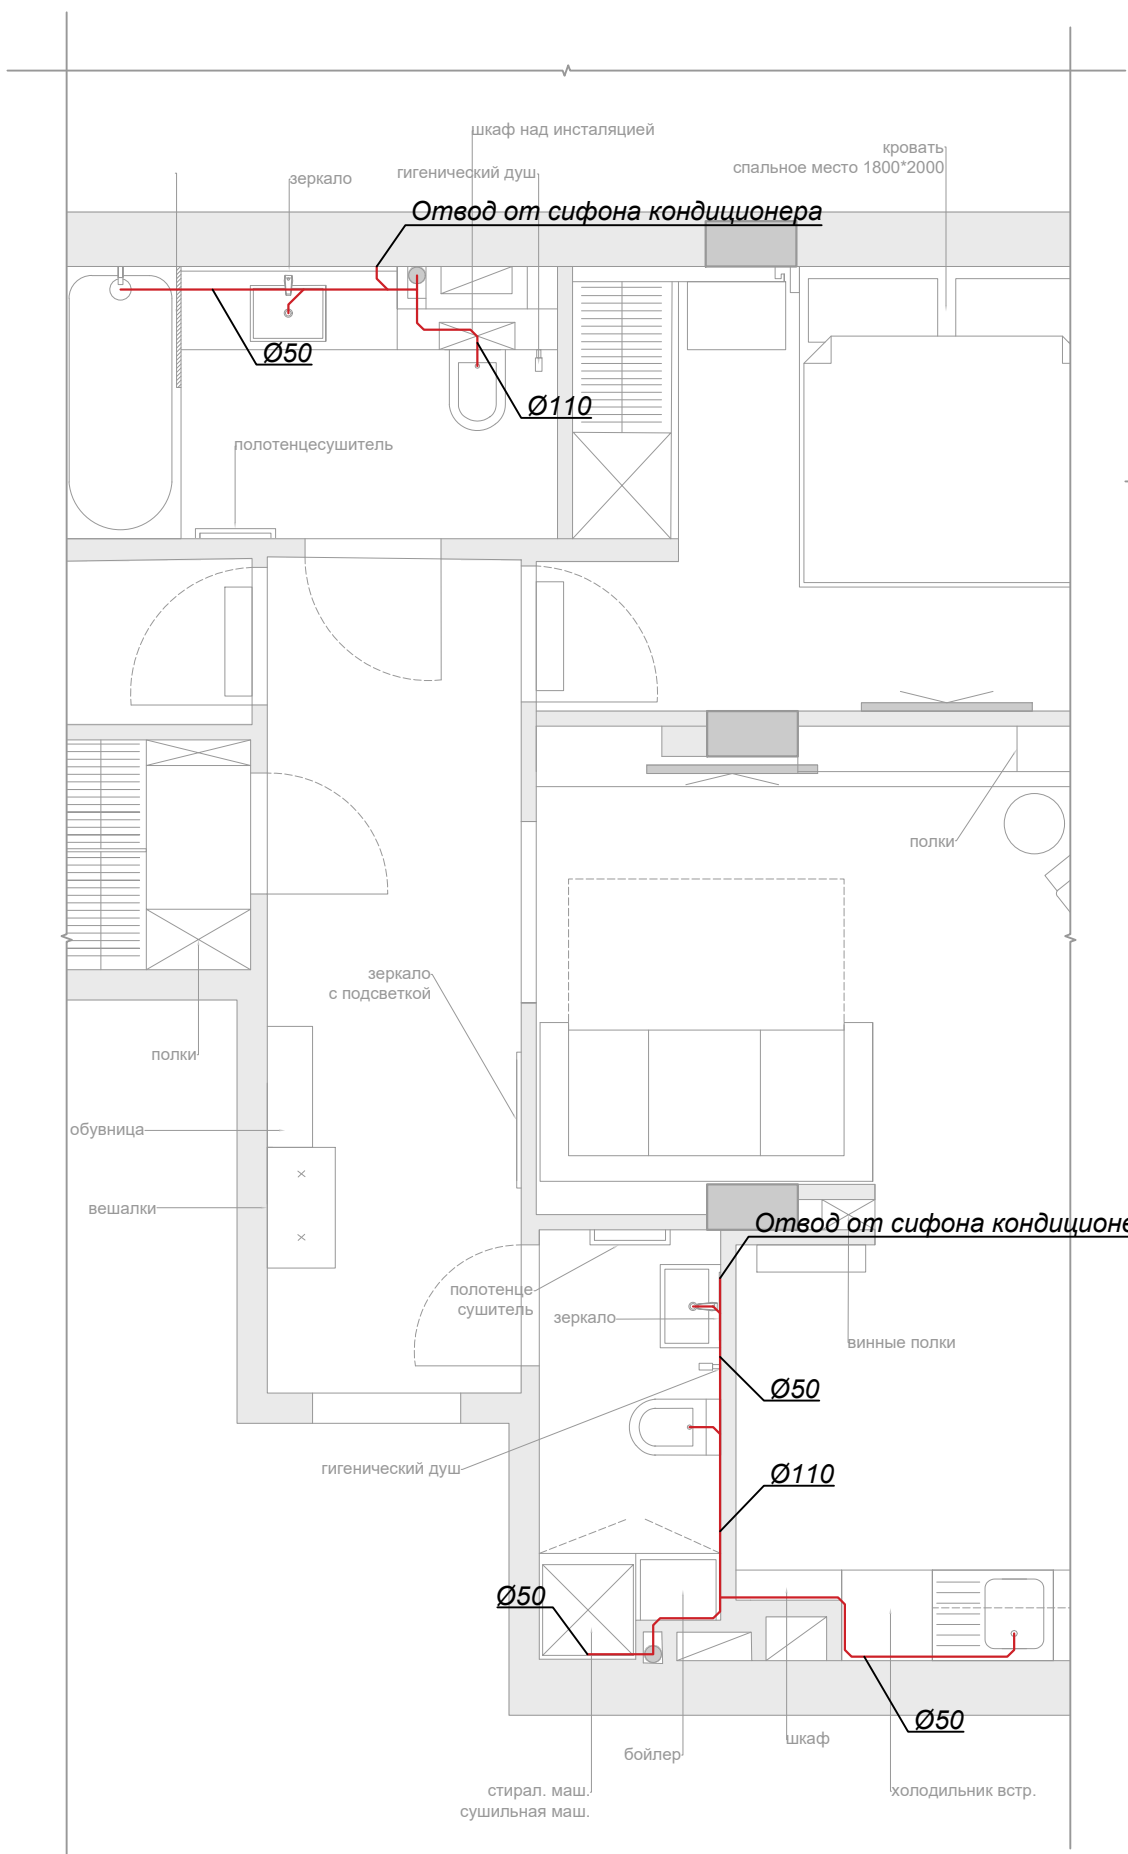 шкаф над инсталяцией
кровать
спальное место 1800*2000
гигенический душ
зеркало
Отвод от сифона кондиционера
Ø50
Ø110
полотенцесушитель
полки
зеркало
с подсветкой
полки
обувница
вешалки
Отвод от сифона кондиционе
полотенце
сушитель
зеркало
винные полки
Ø50
гигенический душ
Ø110
Ø50
Ø50
шкаф
бойлер
стирал. маш.
сушильная маш.
холодильник встр.